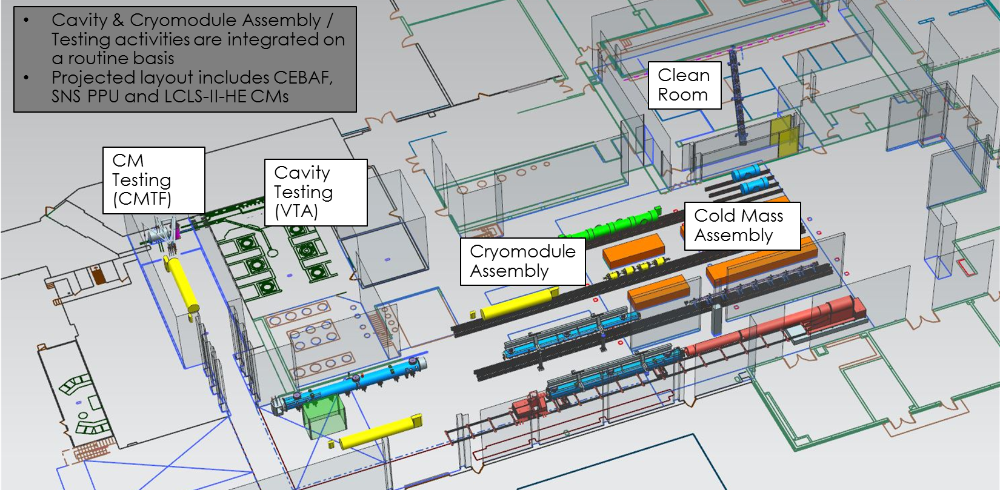 • Cavity & Cryomodule Assembly /
Testing activities are integrated on
a routine basis
• Projected layout includes CEBAF,
SNS PPU and LCLS-II-HE CMs
Clean
Room
CM
Testing
(CMTF)
Cavity
Testing
(VTA)
Cold Mass
Assembly
Cryomodule
Assembly